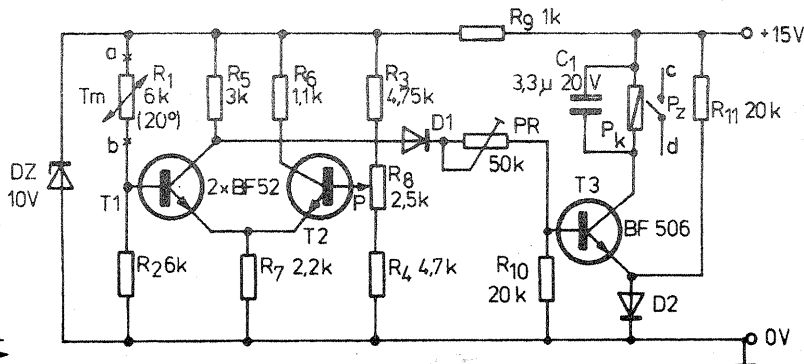 R9 1k
+15V
a
R1
6k
(20°)
Tm
b
R5
3k
R6
1,1k
R3
4,75k
C1
3,3µ 20V
c
Pz
d
Pk
R11 20k
D1
PR
50k
DZ
10V
T1
2xBF52
T2
P
R8
2,5k
T3
BF 506
R2 6k
R7 2,2k
R4 4,7k
R10
20k
D2
0V